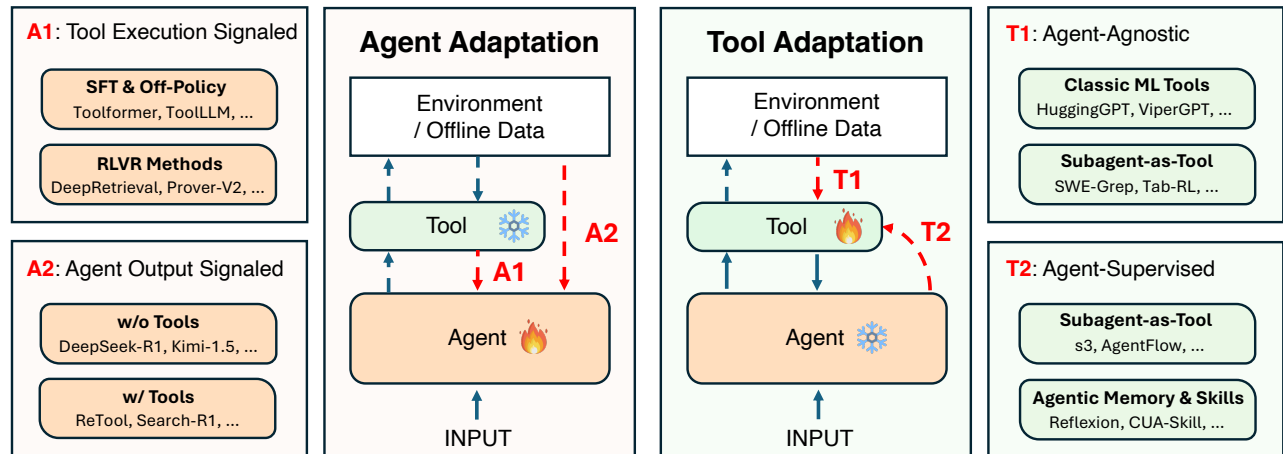 A1: Tool Execution Signaled
SFT & Off-Policy
Toolformer, ToolLLM, ...
RLVR Methods
DeepRetrieval, Prover-V2, ...
A2: Agent Output Signaled
w/o Tools
DeepSeek-R1, Kimi-1.5, ...
w/ Tools
ReTool, Search-R1, ...
Agent Adaptation
Environment
/ Offline Data
Tool
A2
A1
Agent
INPUT
Tool Adaptation
Environment
/ Offline Data
T1
Tool
T2
Agent
INPUT
T1: Agent-Agnostic
Classic ML Tools
HuggingGPT, ViperGPT, ...
Subagent-as-Tool
SWE-Grep, Tab-RL, ...
T2: Agent-Supervised
Subagent-as-Tool
s3, AgentFlow, ...
Agentic Memory & Skills
Reflexion, CUA-Skill, ...